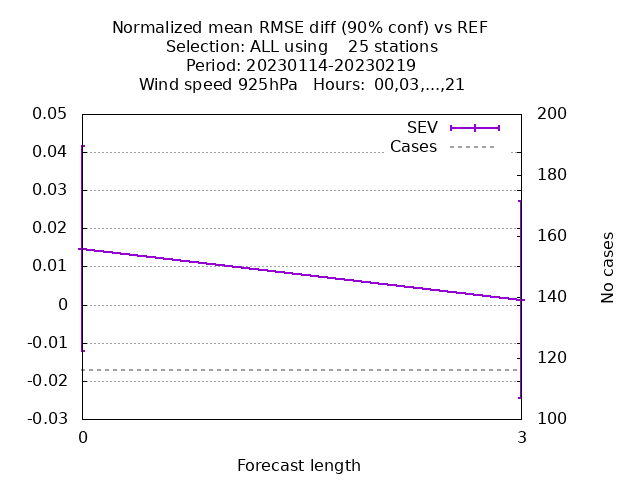 Normalized mean RMSE diff (90% conf) vs REF
Selection: ALL using    25 stations
Period: 20230114-20230219
Wind speed 925hPa   Hours: 00,03,...,21
SEV
Cases
0.05
0.04
0.03
0.02
0.01
0
-0.01
-0.02
-0.03
200
180
160
140
120
100
No cases
0
3
Forecast length